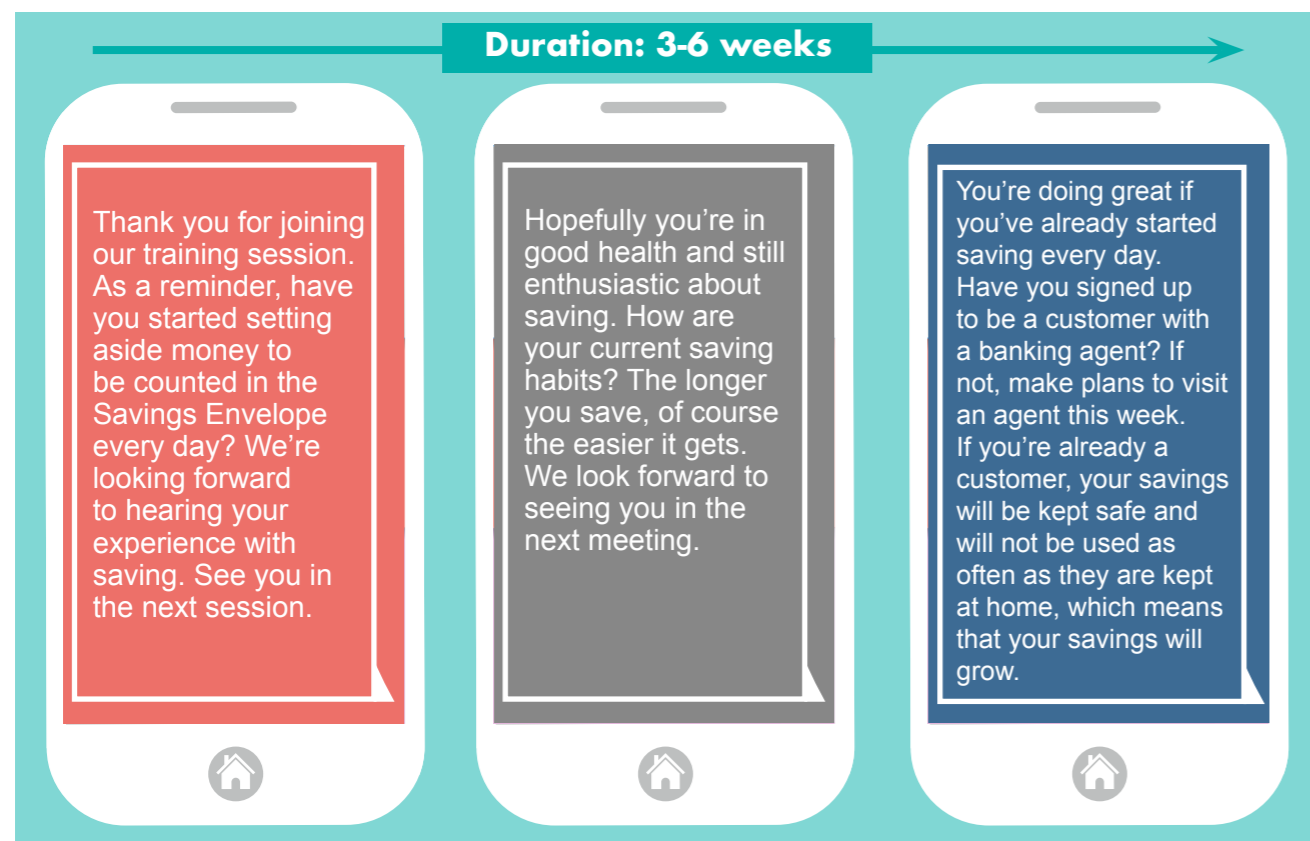 Duration: 3-6 weeks
Thank you for joining
our training session.
As a reminder, have
you started setting
aside money to
be counted in the
Savings Envelope
every day? We’re
looking forward
to hearing your
experience with
saving. See you in
the next session.
Hopefully you’re in
good health and still
enthusiastic about
saving. How are
your current saving
habits? The longer
you save, of course
the easier it gets.
We look forward to
seeing you in the
next meeting.
You’re doing great if
you’ve already started
saving every day.
Have you signed up
to be a customer with
a banking agent? If
not, make plans to visit
an agent this week.
If you’re already a
customer, your savings
will be kept safe and
will not be used as
often as they are kept
at home, which means
that your savings will
grow.